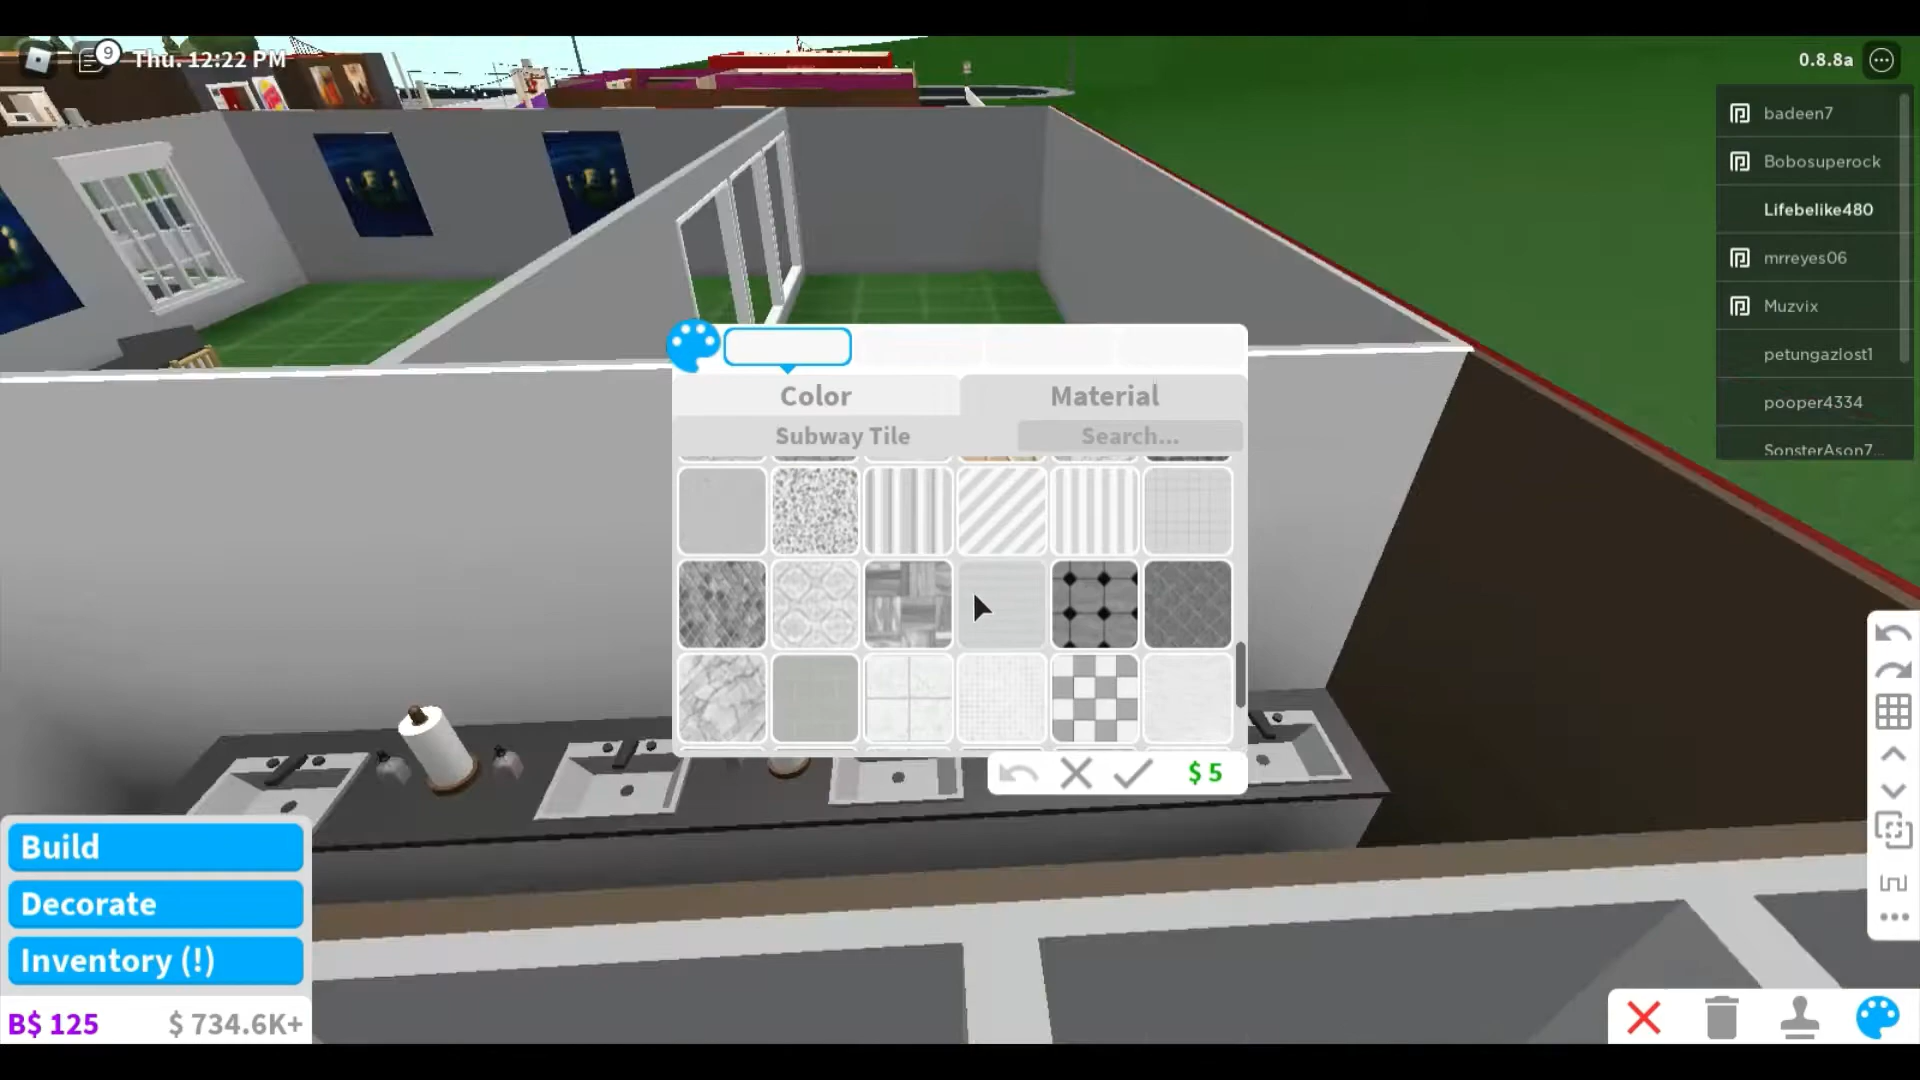 9
Thu. 12:22 PM
0.8.8a
badeen7
Bobosuperock
Lifebelike480
mrreyes06
Muzvix
petungazlost1
pooper4334
SonsterAson7...
Color
Material
Subway Tile
Search...
$ 5
Build
Decorate
Inventory (!)
B$ 125
$ 734.6K+